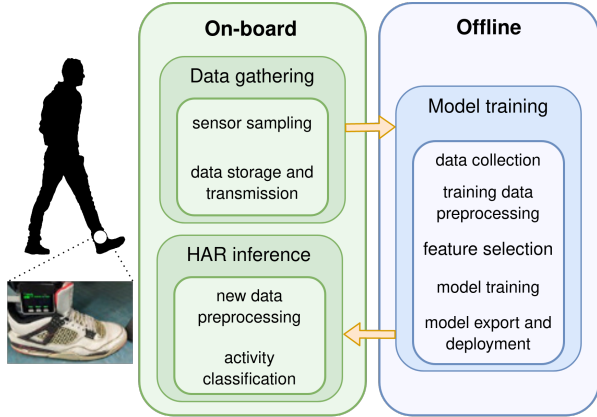 On-board
Data gathering
sensor sampling
data storage and
transmission
HAR inference
new data
preprocessing
activity
classification
Offline
Model training
data collection
training data
preprocessing
feature selection
model training
model export and
deployment